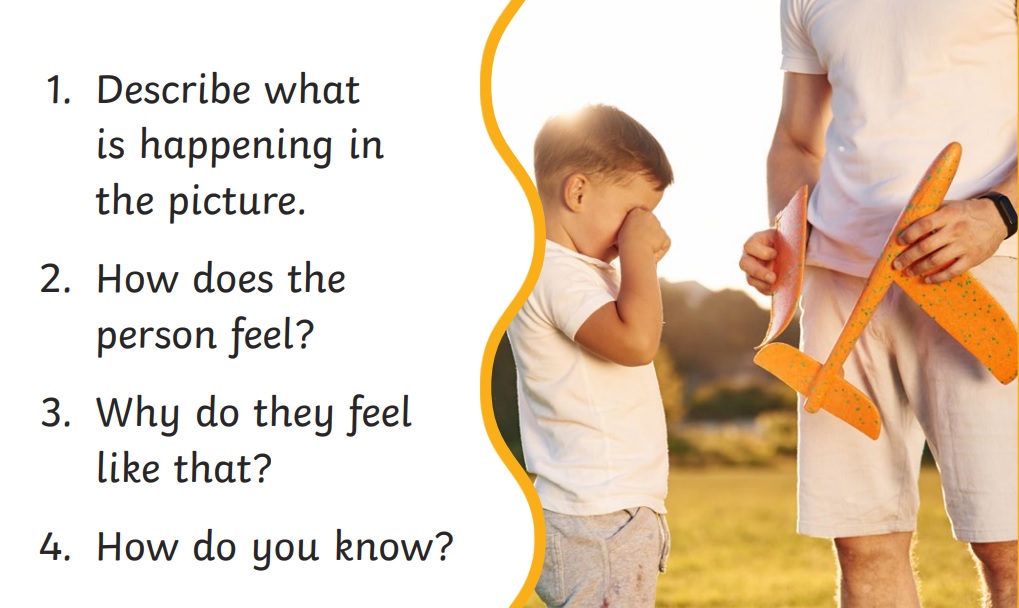 1. Describe what
is happening in
the picture.
2. How does the
person feel?
3. Why do they feel
like that?
4. How do you know?